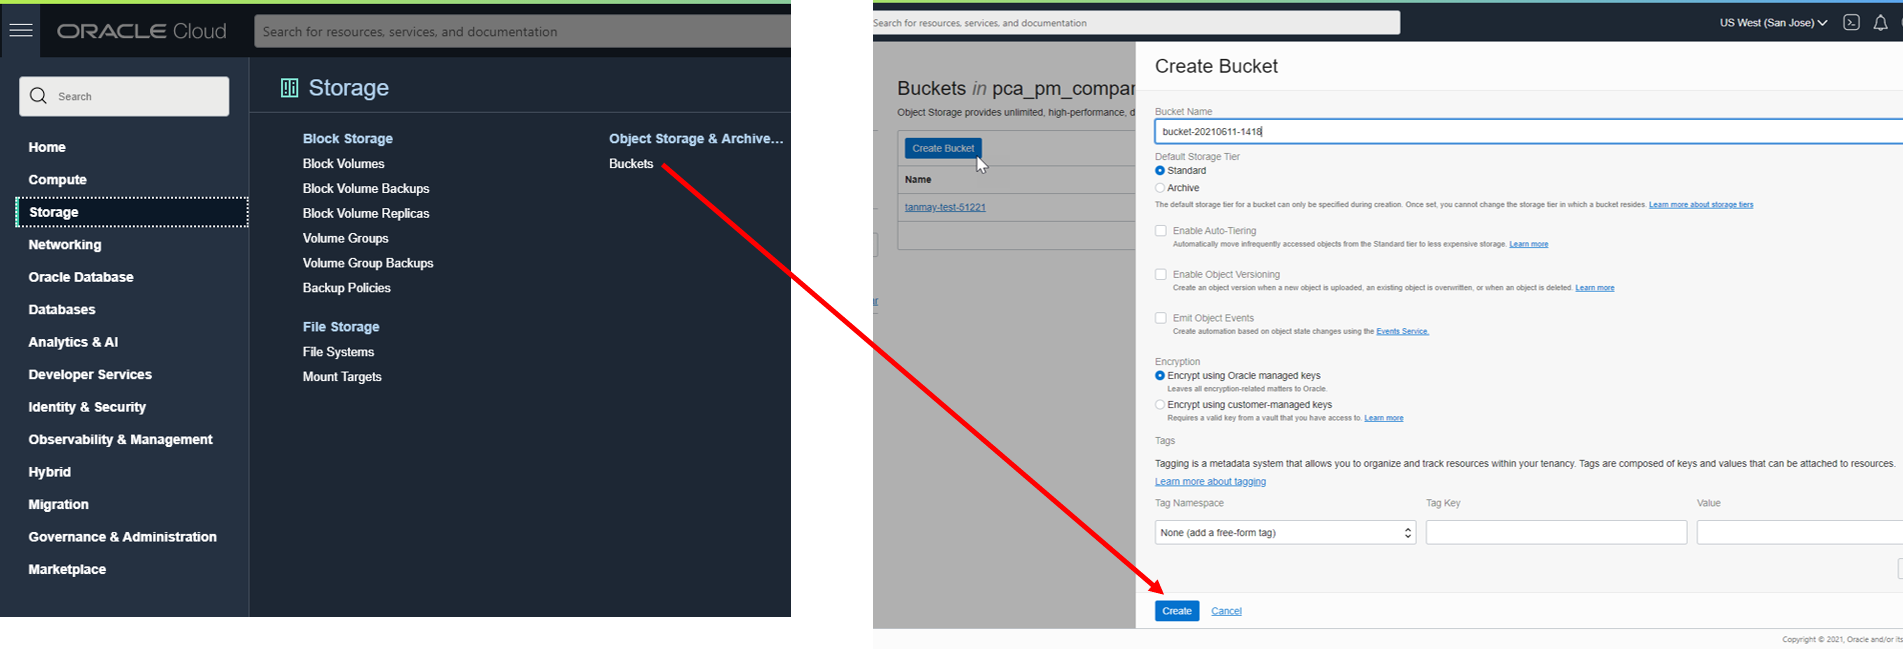 ORACLE Cloud
Search for resources, services, and documentation
Search
Home
Compute
Storage
Networking
Oracle Database
Databases
Analytics & AI
Developer Services
Identity & Security
Observability & Management
Hybrid
Migration
Governance & Administration
Marketplace
Storage
Block Storage
Block Volumes
Block Volume Backups
Block Volume Replicas
Volume Groups
Volume Group Backups
Backup Policies
File Storage
File Systems
Mount Targets
Object Storage & Archive...
Buckets
Search for resources, services, and documentation
US West (San Jose)
Buckets in pca_pm_compar
Object Storage provides unlimited, high-performance, d
Create Bucket
Name
tanmay-test-51221
Create Bucket
Bucket Name
bucket-20210611-1418
Default Storage Tier
Standard
Archive
The default storage tier for a bucket can only be specified during creation. Once set, you cannot change the storage tier in which a bucket resides. Learn more about storage tiers
Enable Auto-Tiering
Automatically move infrequently accessed objects from the Standard tier to less expensive storage. Learn more
Enable Object Versioning
Create an object version when a new object is uploaded, an existing object is overwritten, or when an object is deleted. Learn more
Emit Object Events
Create automation based on object state changes using the Events Service.
Encryption
Encrypt using Oracle managed keys
Leaves all encryption-related matters to Oracle.
Encrypt using customer-managed keys
Requires a valid key from a vault that you have access to. Learn more
Tags
Tagging is a metadata system that allows you to organize and track resources within your tenancy. Tags are composed of keys and values that can be attached to resources.
Learn more about tagging
Tag Namespace
Tag Key
Value
None (add a free-form tag)
Create
Cancel
Copyright © 2021, Oracle and/or its